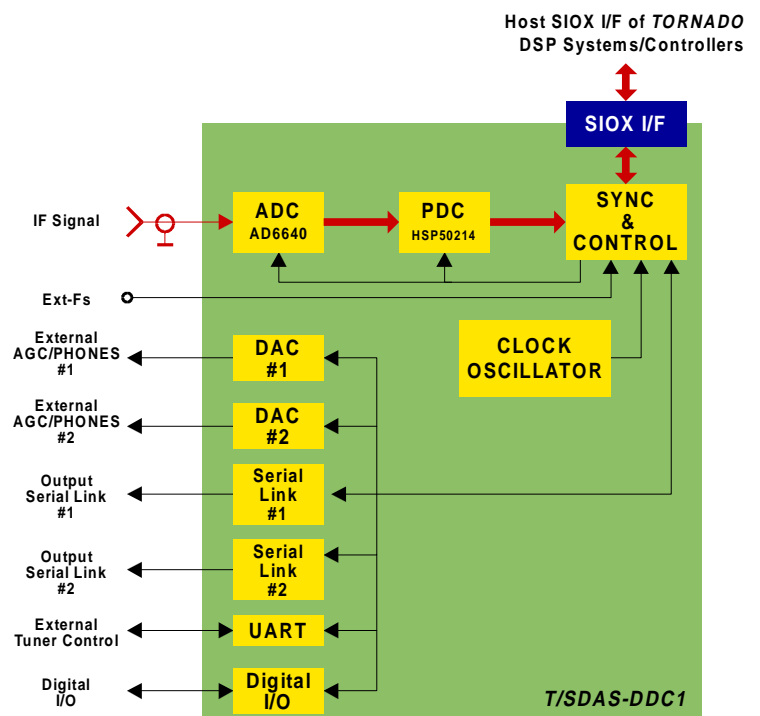 Host SIOX I/F of TORNADO
DSP Systems/Controllers
SIOX I/F
IF Signal
ADC
AD6640
PDC
HSP50214
SYNC
&
CONTROL
Ext-Fs
External
AGC/PHONES
#1
DAC
#1
CLOCK
OSCILLATOR
External
AGC/PHONES
#2
DAC
#2
Output
Serial Link
#1
Serial
Link
#1
Output
Serial Link
#2
Serial
Link
#2
External
Tuner Control
UART
Digital
I/O
Digital
I/O
T/SDAS-DDC1